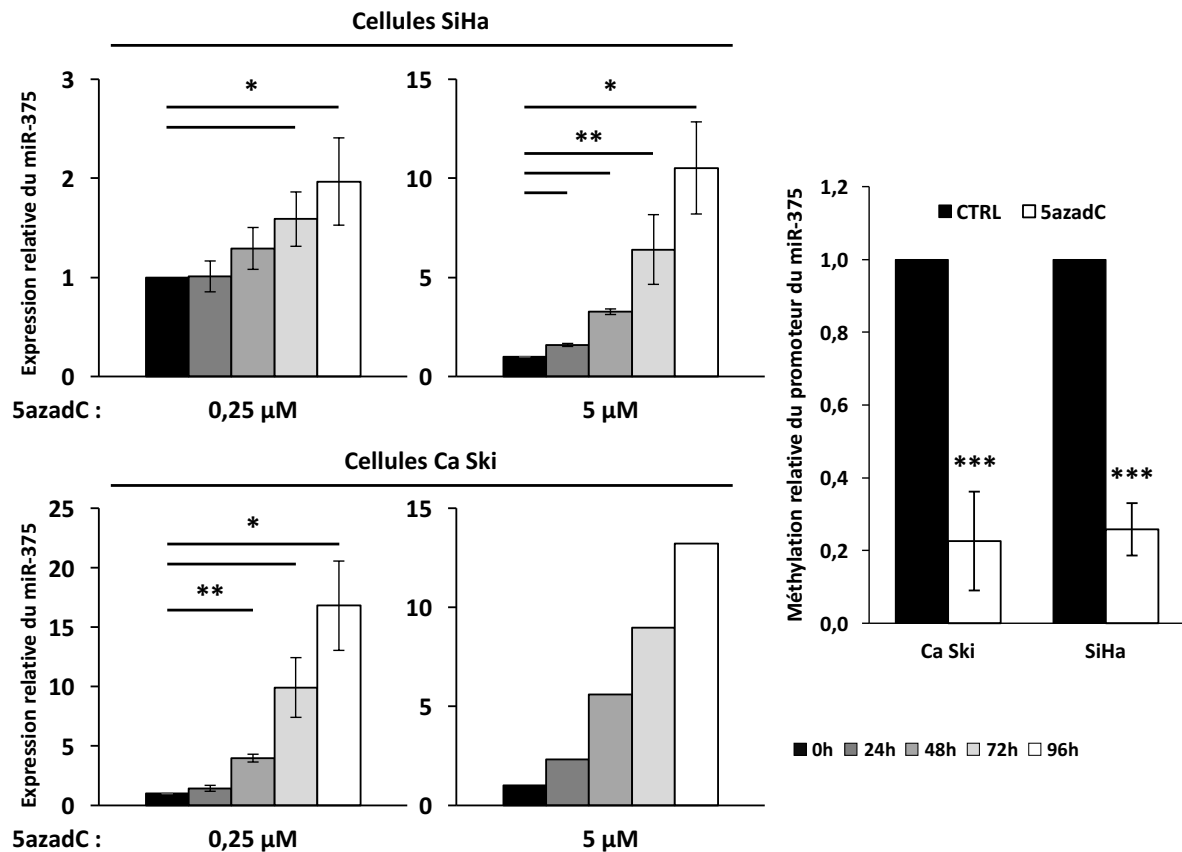 Cellules SiHa
Expression relative du miR-375
3
2
1
0
*
5azadC :
0,25 µM
15
10
5
0
*
**
5 µM
Cellules Ca Ski
Expression relative du miR-375
25
20
15
10
5
0
*
**
5azadC :
0,25 µM
15
10
5
0
5 µM
Méthylation relative du promoteur du miR-375
1,2
1,0
0,8
0,6
0,4
0,2
0,0
CTRL 5azadC
***
***
Ca Ski SiHa
0h 24h 48h 72h 96h